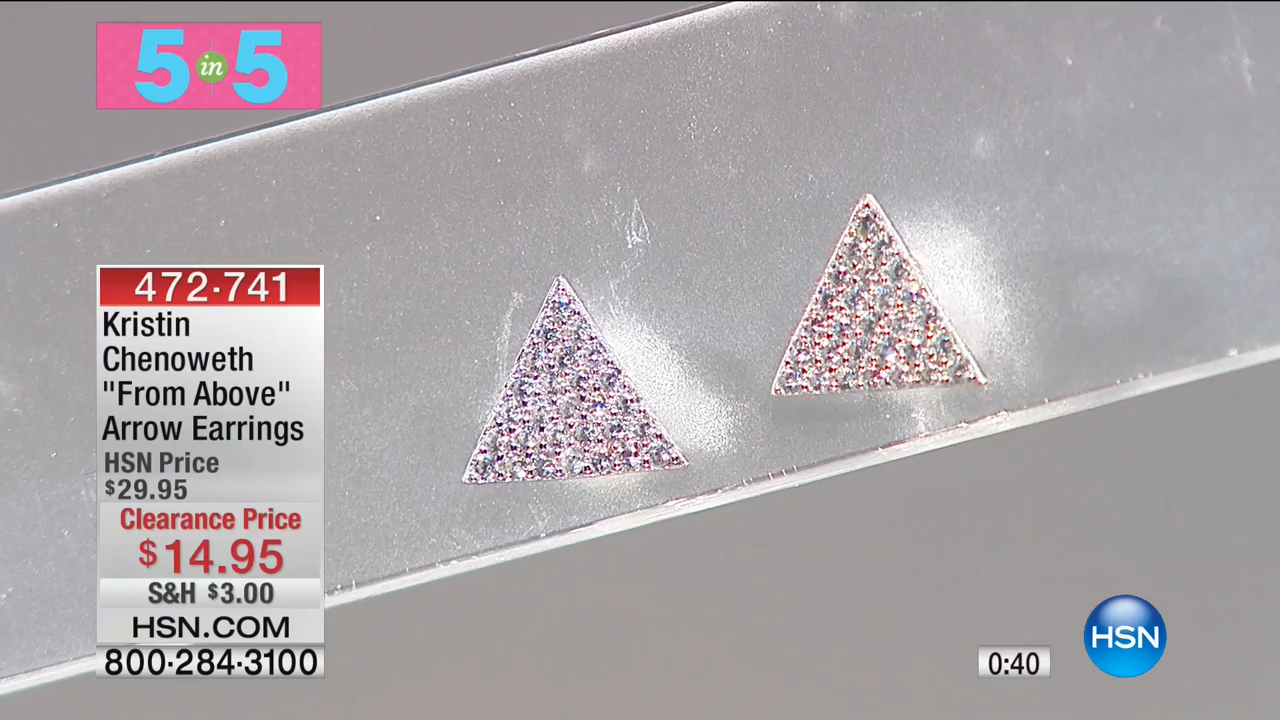 5 in 5
472·741
Kristin
Chenoweth
"From Above"
Arrow Earrings
HSN Price
$29.95
Clearance Price
$14.95
S&H $3.00
HSN.COM
800·284·3100
0:40
HSN